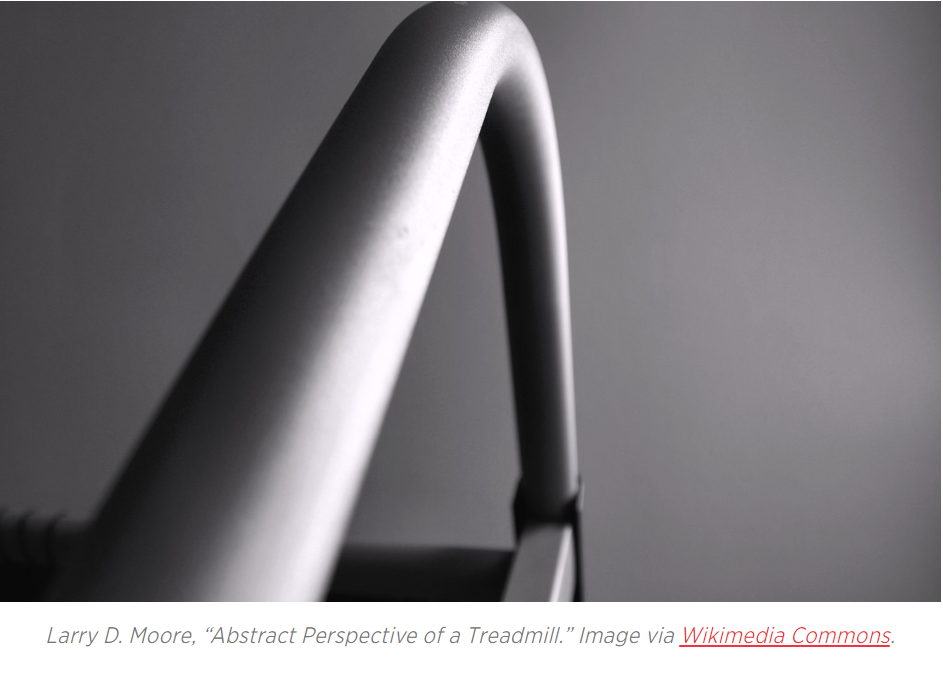 Larry D. Moore, “Abstract Perspective of a Treadmill.” Image via Wikimedia Commons.